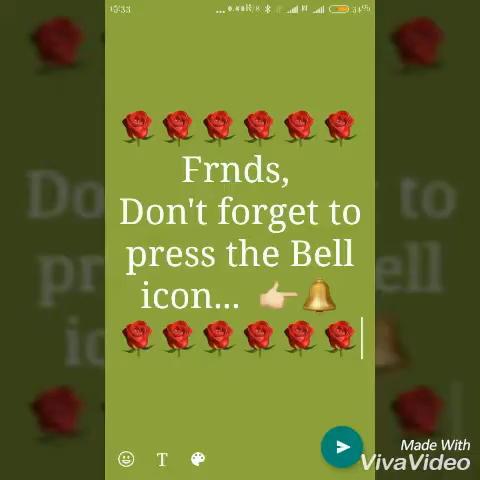 🌹🌹🌹🌹🌹🌹
Frnds,
Don't forget to
press the Bell
icon... 👉🏻🔔
🌹🌹🌹🌹🌹🌹
T
Made With
VivaVideo